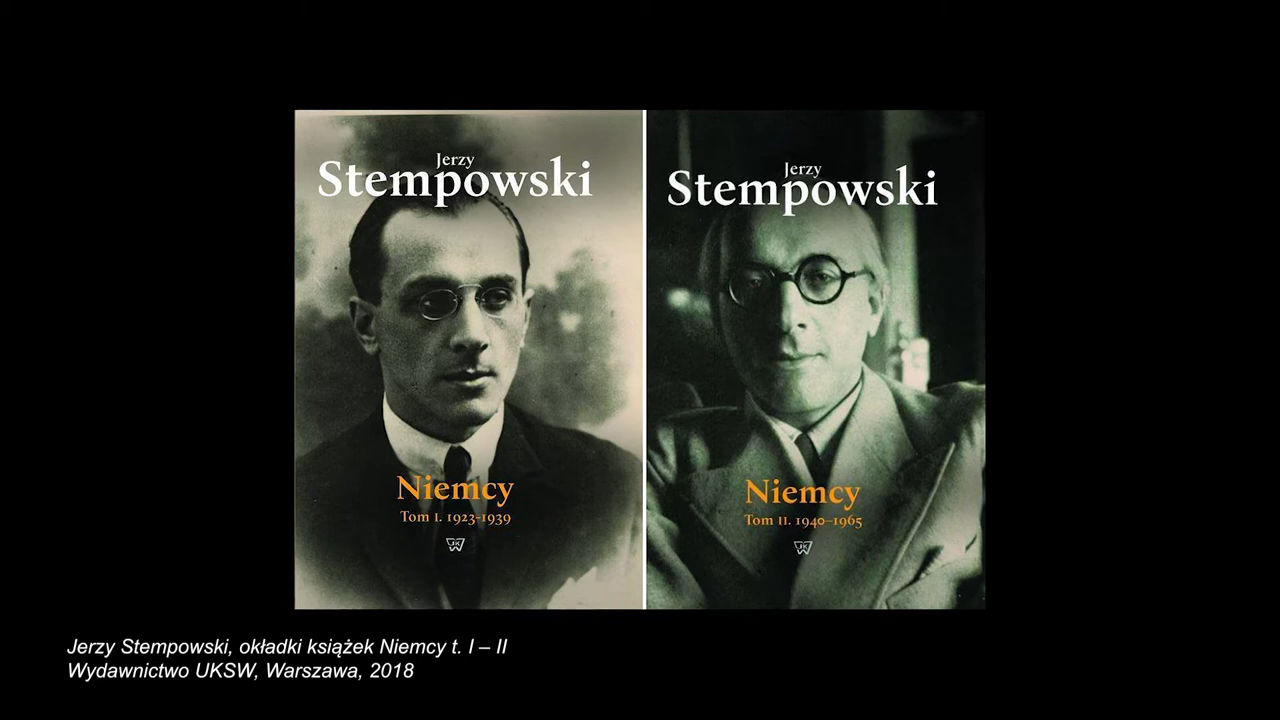 Jerzy
Stempowski
Niemcy
Tom I. 1923-1939
Jerzy
Stempowski
Niemcy
Tom II. 1940–1965
Jerzy Stempowski, okładki książek Niemcy t. I – II
Wydawnictwo UKSW, Warszawa, 2018